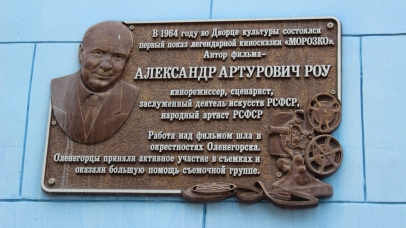 В 1964 году во Дворце культуры состоялся
первый показ легендарной киносказки «МОРОЗКО».
Автор фильма–
АЛЕКСАНДР АРТУРОВИЧ РОУ
кинорежиссер, сценарист,
заслуженный деятель искусств РСФСР,
народный артист РСФСР
Работа над фильмом шла в
окрестностях Оленегорска.
Оленегорцы приняли активное участие в съемках и
оказали большую помощь съемочной группе.